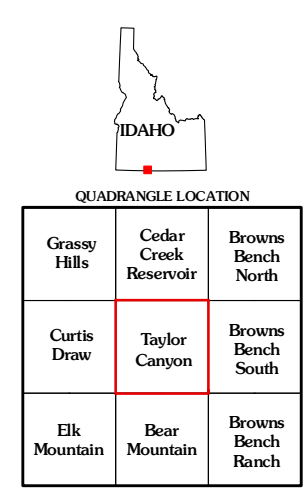 IDAHO
QUADRANGLE LOCATION
Grassy
Hills
Cedar
Creek
Reservoir
Browns
Bench
North
Curtis
Draw
Taylor
Canyon
Browns
Bench
South
Elk
Mountain
Bear
Mountain
Browns
Bench
Ranch